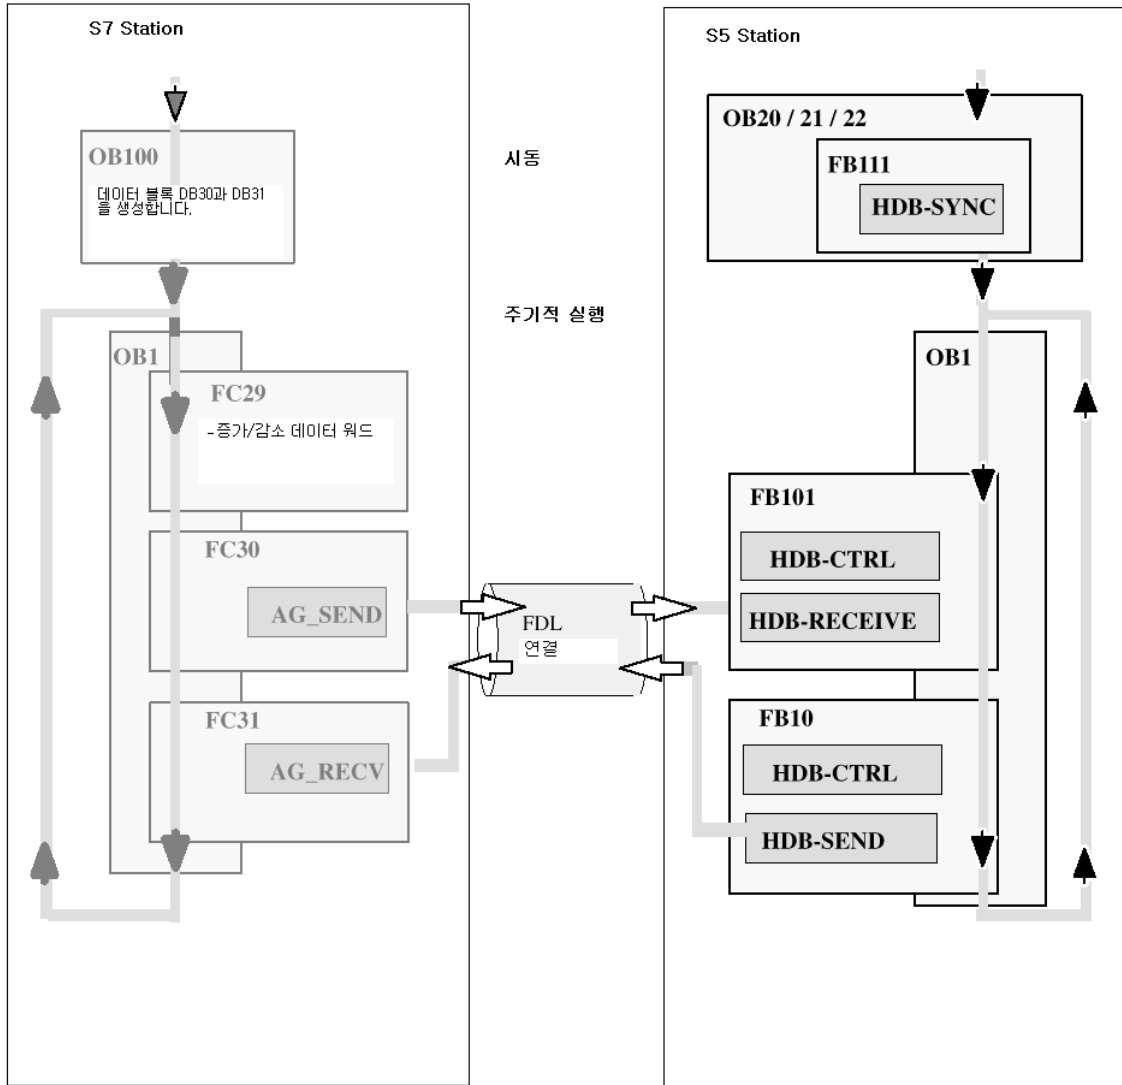 S7 Station
OB100
데이터 블록 DB30과 DB31
을 생성합니다.
OB1
FC29
-증가/감소 데이터 워드
FC30
AG_SEND
FC31
AG_RECV
시동
주기적 실행
FDL
연결
S5 Station
OB20 / 21 / 22
FB111
HDB-SYNC
OB1
FB101
HDB-CTRL
HDB-RECEIVE
FB10
HDB-CTRL
HDB-SEND